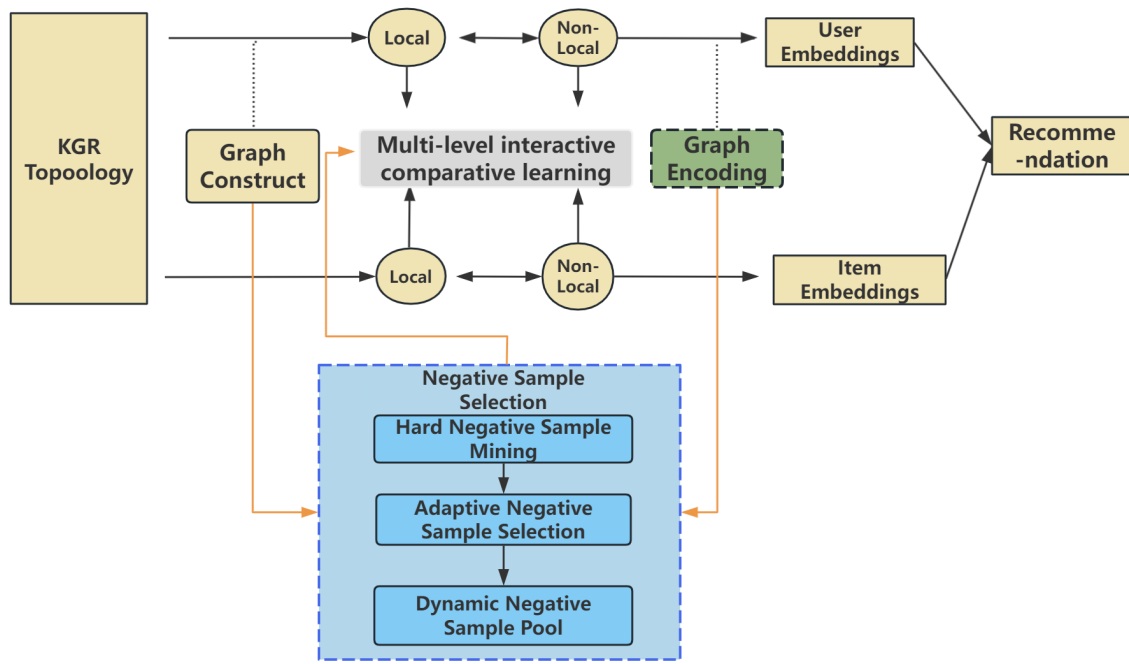 KGR
Topoology
Local
Non-
Local
User
Embeddings
Graph
Construct
Multi-level interactive
comparative learning
Graph
Encoding
Recomme
-ndation
Local
Non-
Local
Item
Embeddings
Negative Sample
Selection
Hard Negative Sample
Mining
Adaptive Negative
Sample Selection
Dynamic Negative
Sample Pool